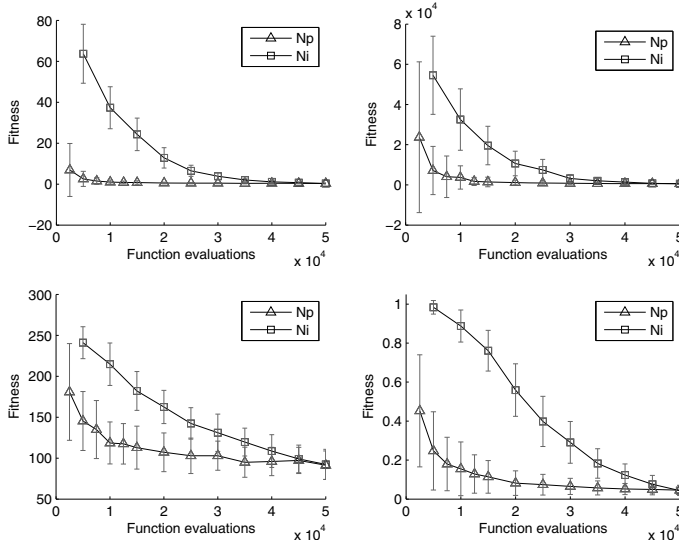 80
60
40
20
0
−20
Fitness
Np
Ni
0 1 2 3 4 5
Function evaluations
x 10^4
x 10^4
8
6
4
2
0
−2
Fitness
Np
Ni
0 1 2 3 4 5
Function evaluations
x 10^4
300
250
200
150
100
50
Fitness
Np
Ni
0 1 2 3 4 5
Function evaluations
x 10^4
1
0.8
0.6
0.4
0.2
0
Fitness
Np
Ni
0 1 2 3 4 5
Function evaluations
x 10^4